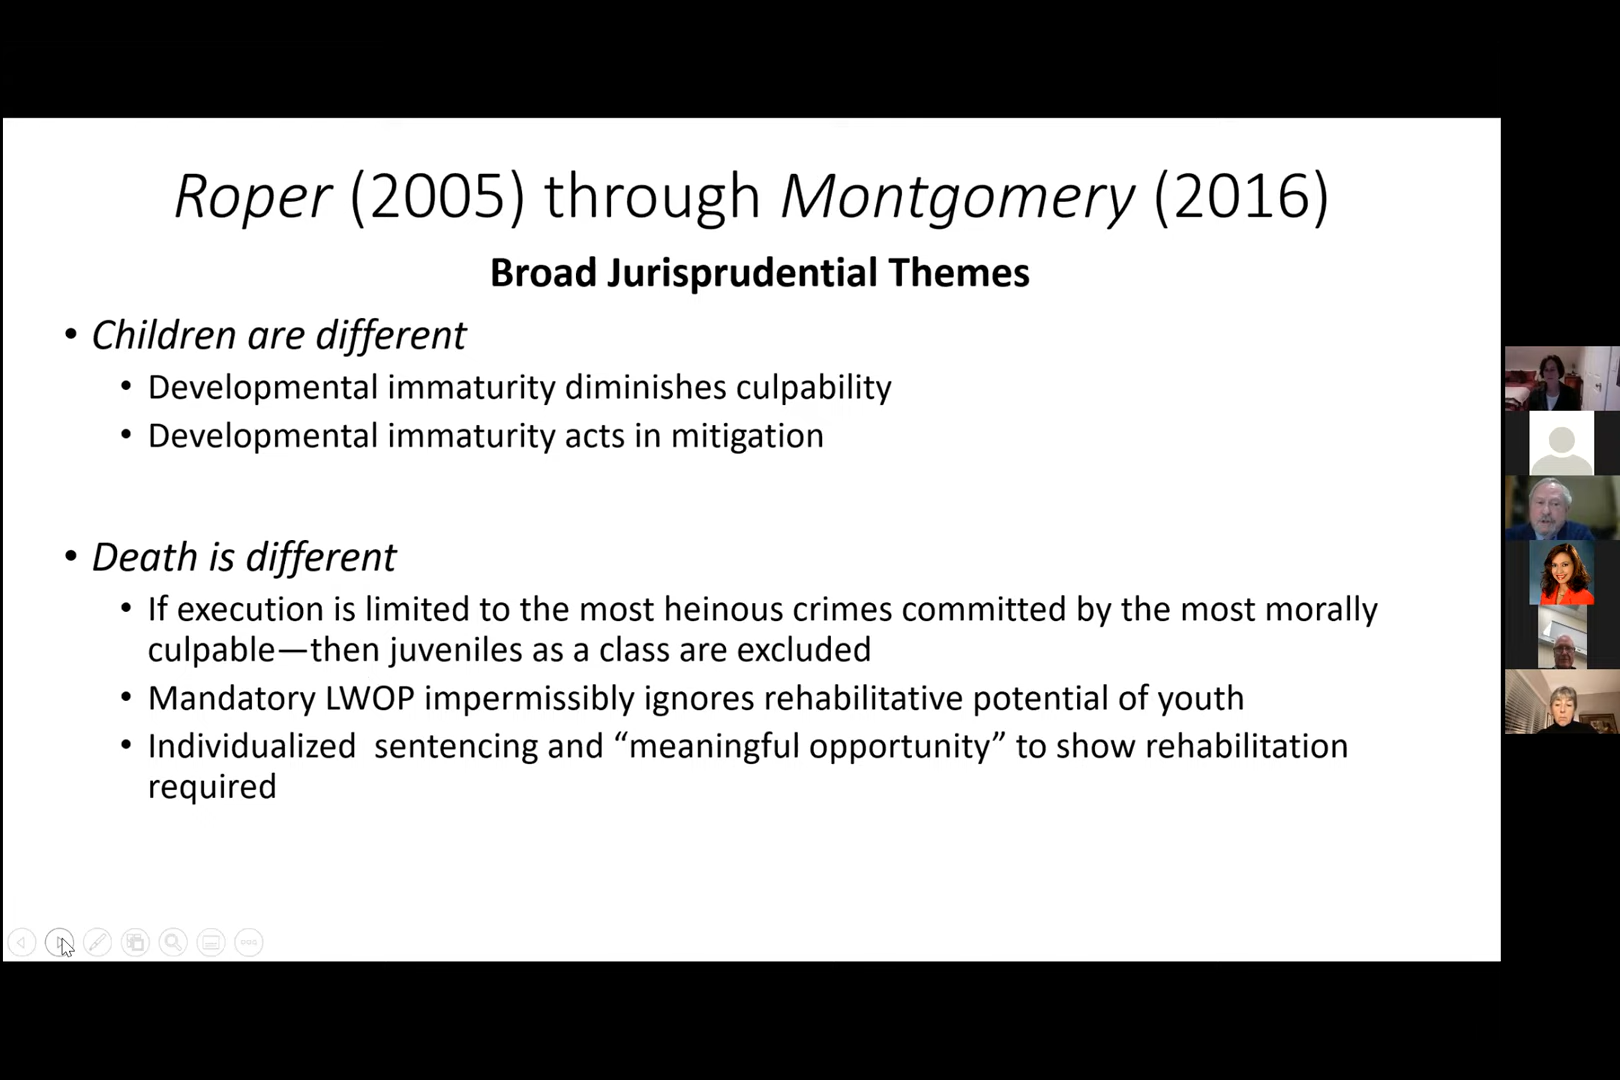 Roper (2005) through Montgomery (2016)
Broad Jurisprudential Themes
• Children are different
• Developmental immaturity diminishes culpability
• Developmental immaturity acts in mitigation
• Death is different
• If execution is limited to the most heinous crimes committed by the most morally
culpable—then juveniles as a class are excluded
• Mandatory LWOP impermissibly ignores rehabilitative potential of youth
• Individualized  sentencing and “meaningful opportunity” to show rehabilitation
required